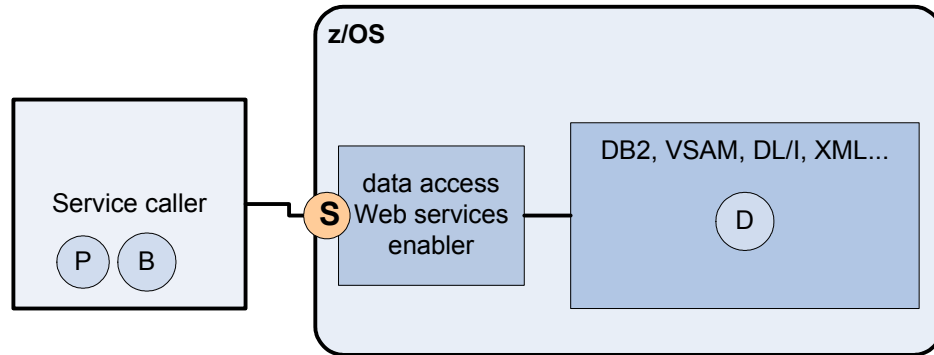 z/OS
Service caller
P B
S
data access
Web services
enabler
DB2, VSAM, DL/I, XML...
D